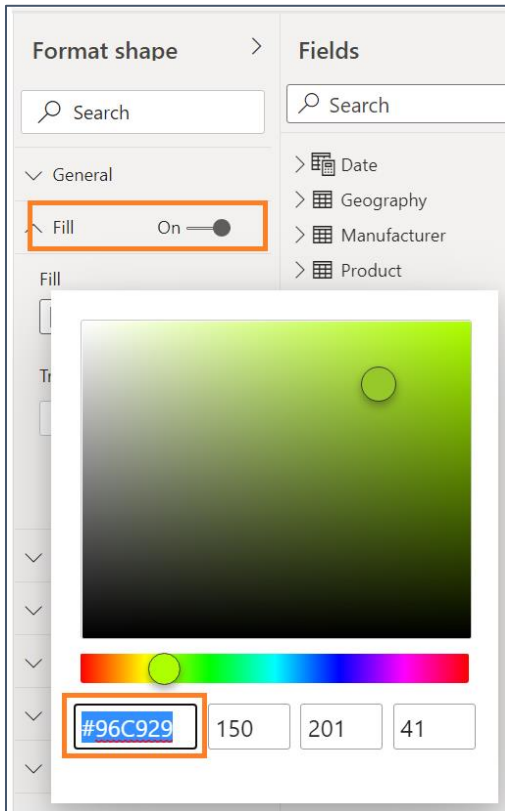 Format shape
Search
General
Fill On
Fill
Tr
Fields
Search
Date
Geography
Manufacturer
Product
#96C929 150 201 41